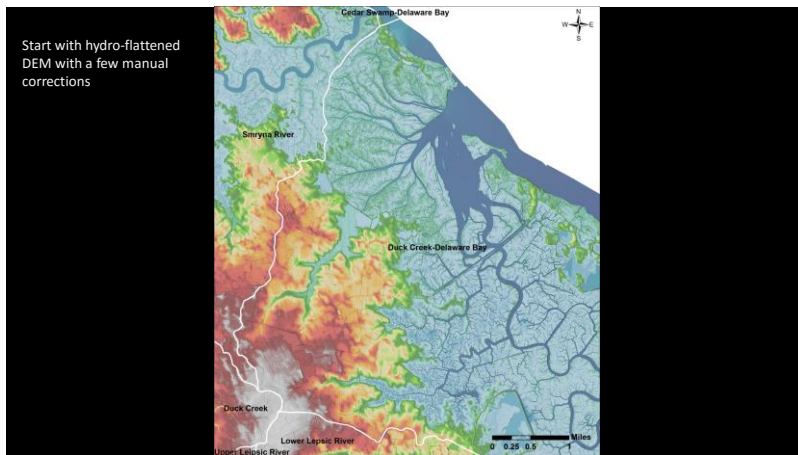 Start with hydro-flattened
DEM with a few manual
corrections
Cedar Swamp-Delaware Bay
N
W E
S
Smryna River
Duck Creek-Delaware Bay
Duck Creek
Lower Leipsic River
Upper Leipsic River
Miles
0 0.25 0.5 1